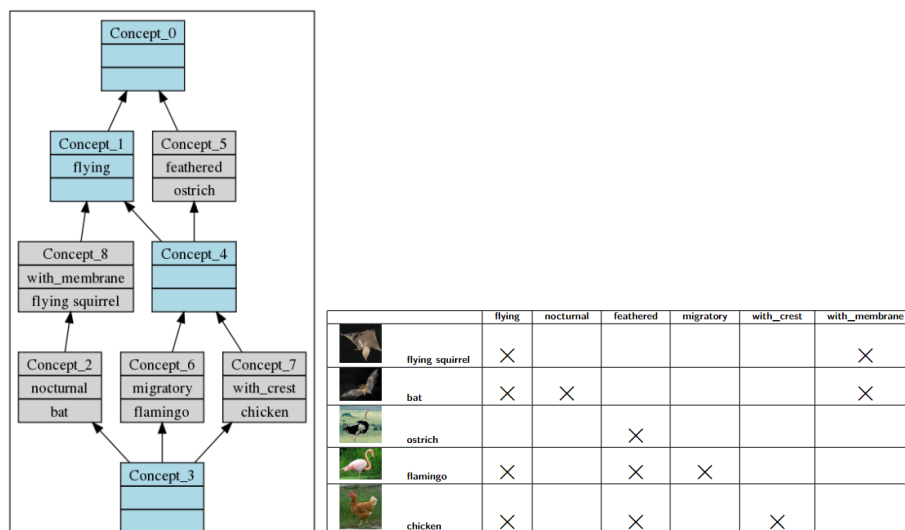 Concept_0
Concept_1
flying
Concept_5
feathered
ostrich
Concept_8
with_membrane
flying squirrel
Concept_4
Concept_2
nocturnal
bat
Concept_6
migratory
flamingo
Concept_7
with_crest
chicken
Concept_3
flying nocturnal feathered migratory with_crest with_membrane
flying squirrel X X
bat X X X
ostrich X
flamingo X X X
chicken X X X